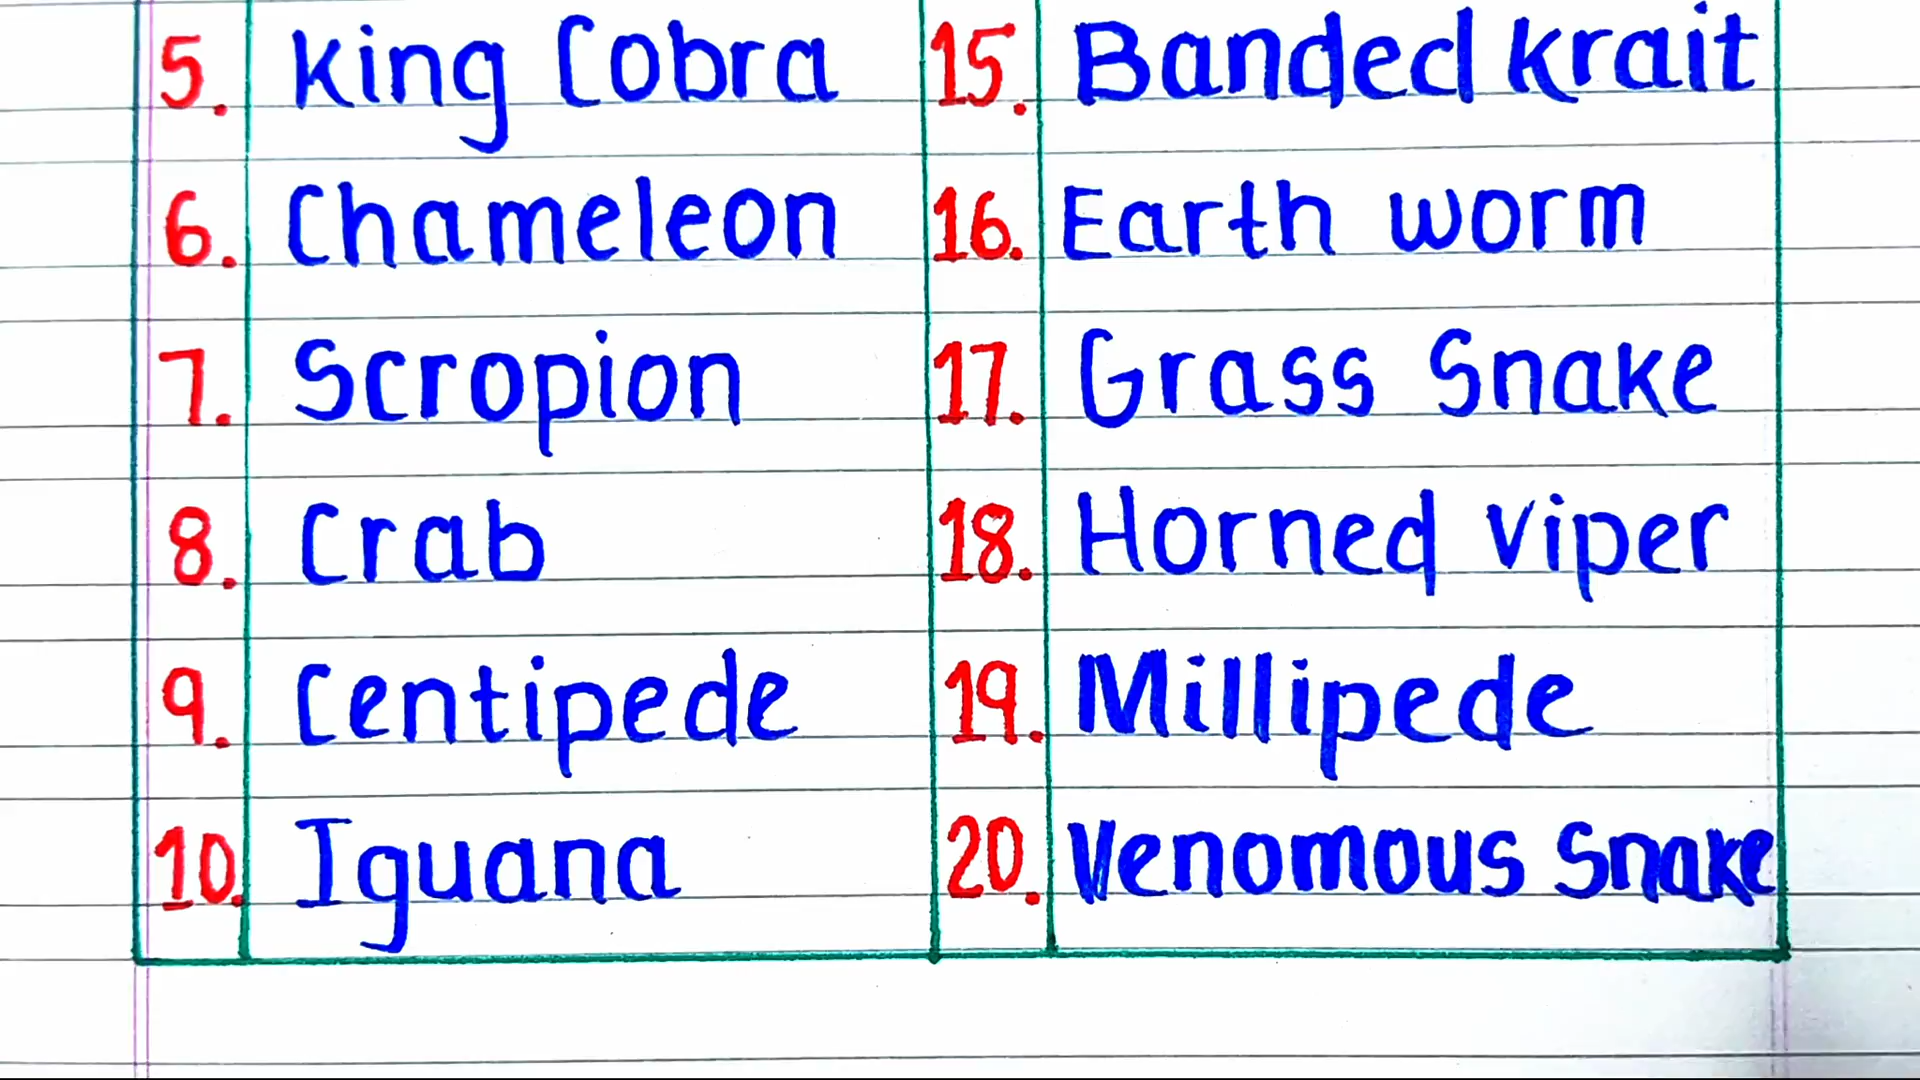 5. King Cobra 15. Banded Krait
6. Chameleon 16. Earth worm
7. Scropion 17. Grass Snake
8. Crab 18. Horned viper
9. Centipede 19. Millipede
10. Iguana 20. Venomous Snake